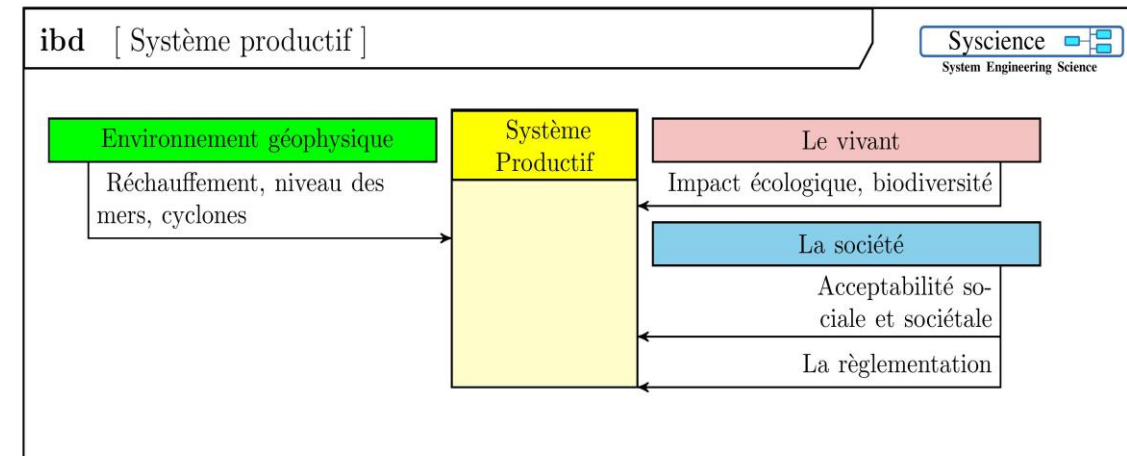 ibd [ Système productif ]
Syscience
System Engineering Science
Environnement géophysique
Réchauffement, niveau des
mers, cyclones
Système
Productif
Le vivant
Impact écologique, biodiversité
La société
Acceptabilité so-
ciale et sociétale
La règlementation